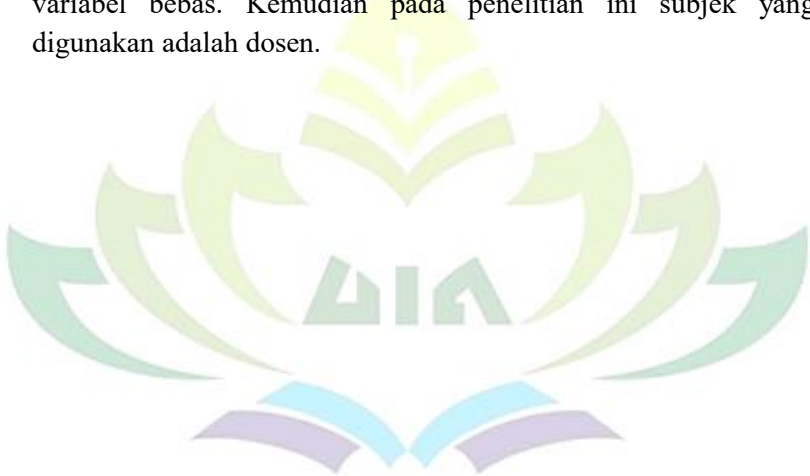 variabel bebas. Kemudian pada penelitian ini subjek yang
digunakan adalah dosen.